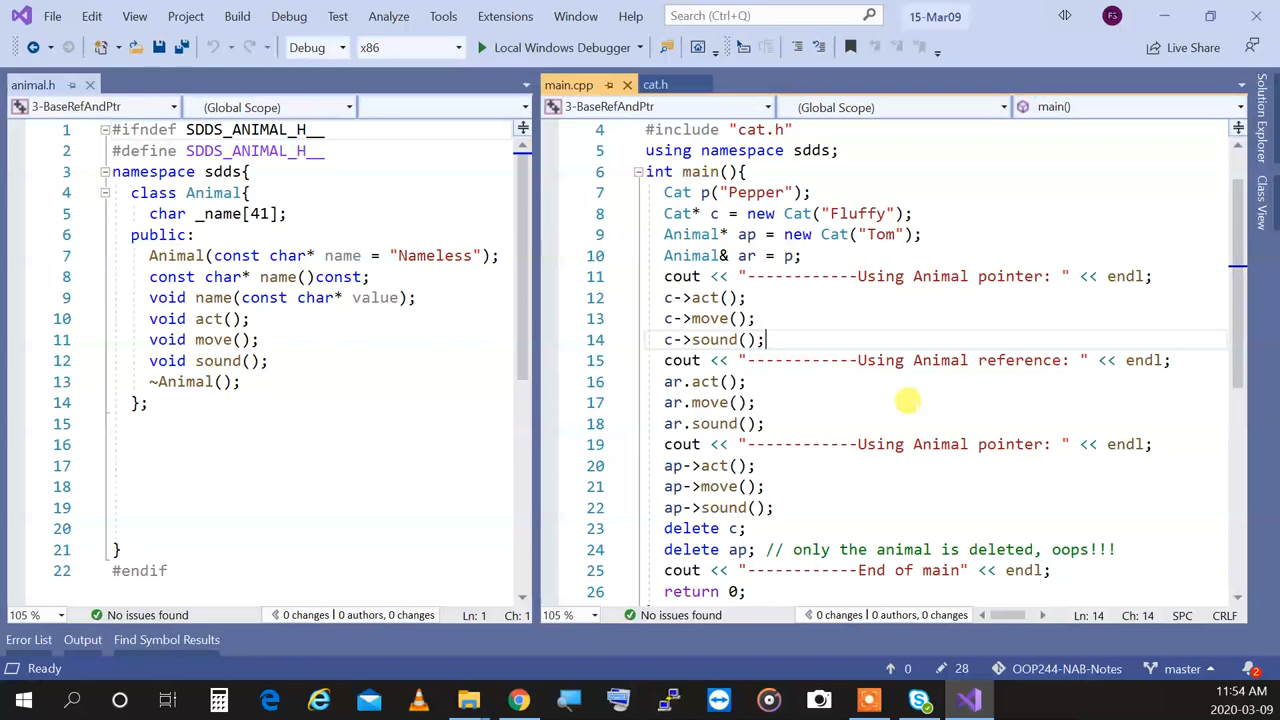 File Edit View Project Build Debug Test Analyze Tools Extensions Window Help Search (Ctrl+Q) 15-Mar09 FS
Debug x86 Local Windows Debugger Live Share
animal.h
3-BaseRefAndPtr (Global Scope)
1 #ifndef SDDS_ANIMAL_H__
2 #define SDDS_ANIMAL_H__
3 namespace sdds{
4 class Animal{
5 char _name[41];
6 public:
7 Animal(const char* name = "Nameless");
8 const char* name()const;
9 void name(const char* value);
10 void act();
11 void move();
12 void sound();
13 ~Animal();
14 };
15
16
17
18
19
20
21 }
22 #endif
105 % No issues found 0 changes | 0 authors, 0 changes Ln: 1 Ch: 1
main.cpp cat.h
3-BaseRefAndPtr (Global Scope) main()
4 #include "cat.h"
5 using namespace sdds;
6 int main(){
7 Cat p("Pepper");
8 Cat* c = new Cat("Fluffy");
9 Animal* ap = new Cat("Tom");
10 Animal& ar = p;
11 cout << "------------Using Animal pointer: " << endl;
12 c->act();
13 c->move();
14 c->sound();
15 cout << "------------Using Animal reference: " << endl;
16 ar.act();
17 ar.move();
18 ar.sound();
19 cout << "------------Using Animal pointer: " << endl;
20 ap->act();
21 ap->move();
22 ap->sound();
23 delete c;
24 delete ap; // only the animal is deleted, oops!!!
25 cout << "------------End of main" << endl;
26 return 0;
105 % No issues found 0 changes | 0 authors, 0 changes Ln: 14 Ch: 14 SPC CRLF
Solution Explorer
Class View
Error List Output Find Symbol Results
Ready 0 28 OOP244-NAB-Notes master 2
11:54 AM
2020-03-09